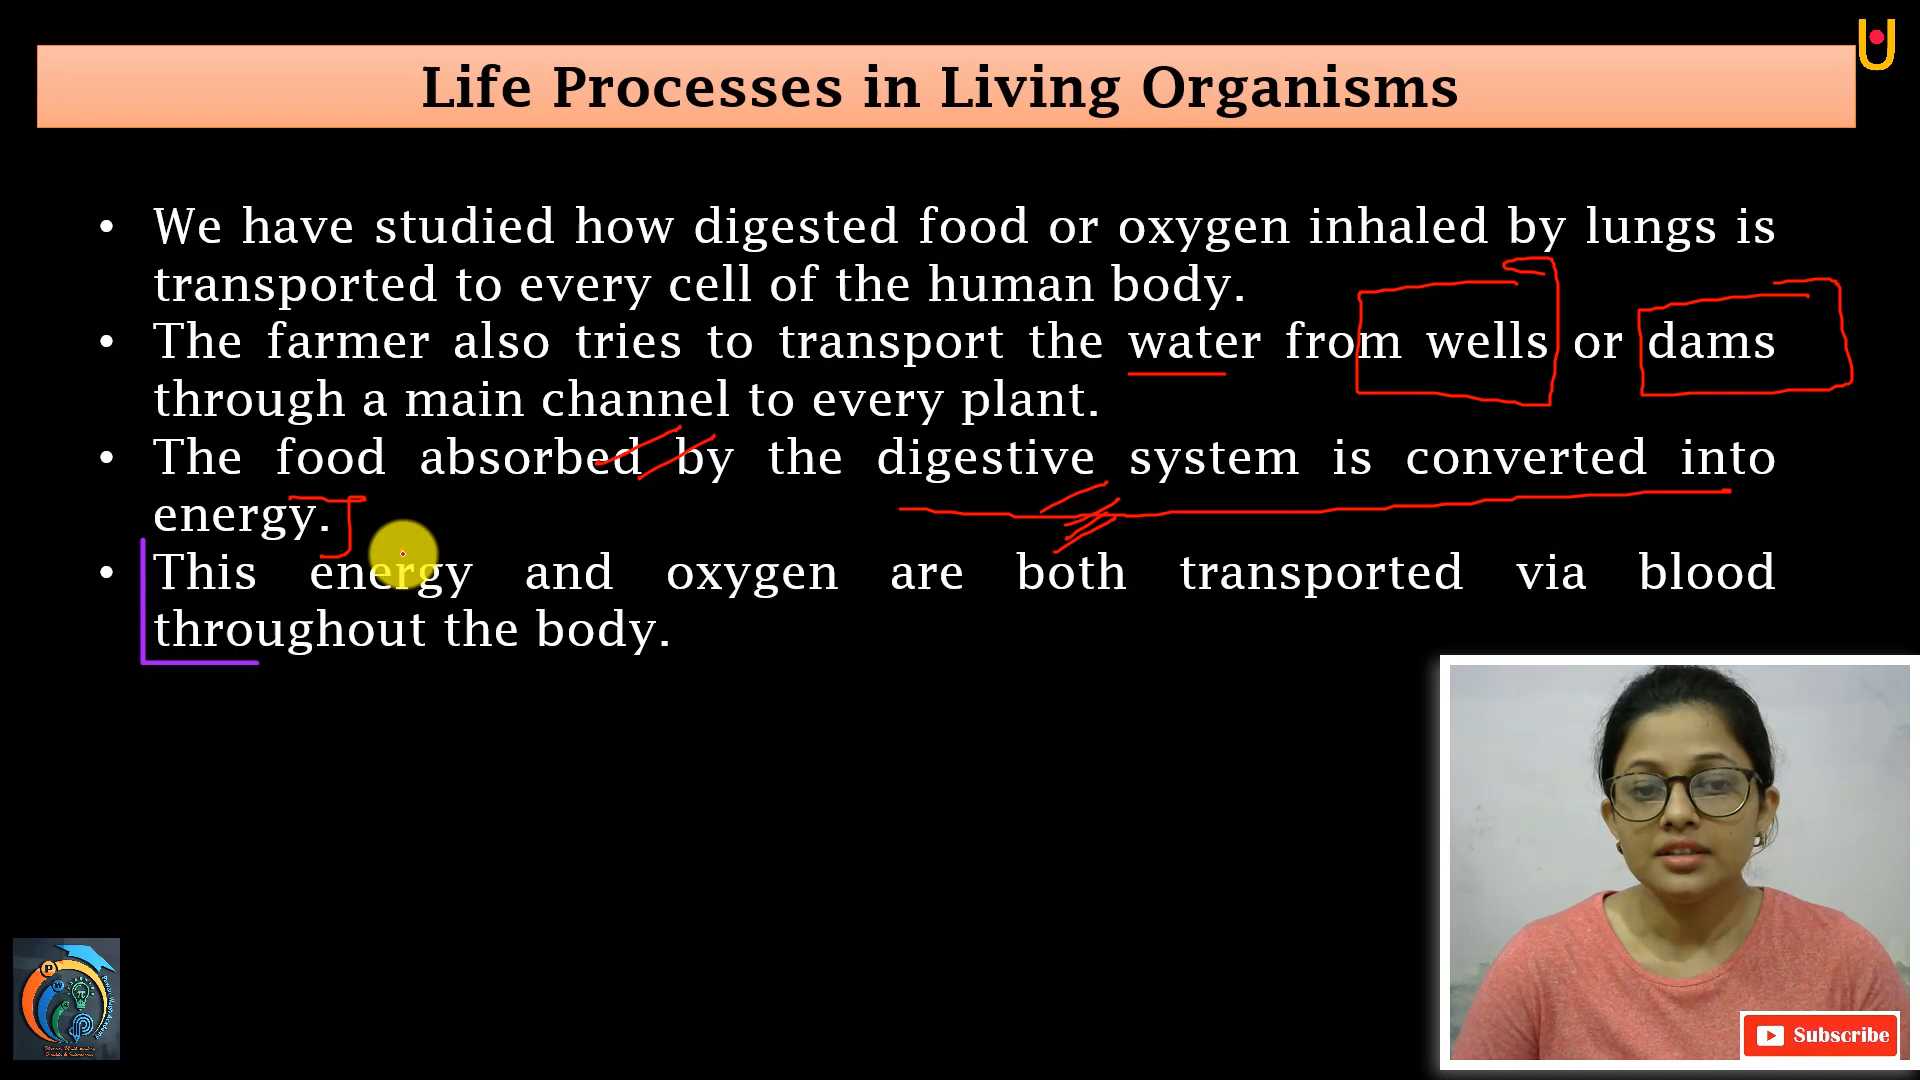 Life Processes in Living Organisms
• We have studied how digested food or oxygen inhaled by lungs is
transported to every cell of the human body.
• The farmer also tries to transport the water from wells or dams
through a main channel to every plant.
• The food absorbed by the digestive system is converted into
energy.
• This energy and oxygen are both transported via blood
throughout the body.
Subscribe